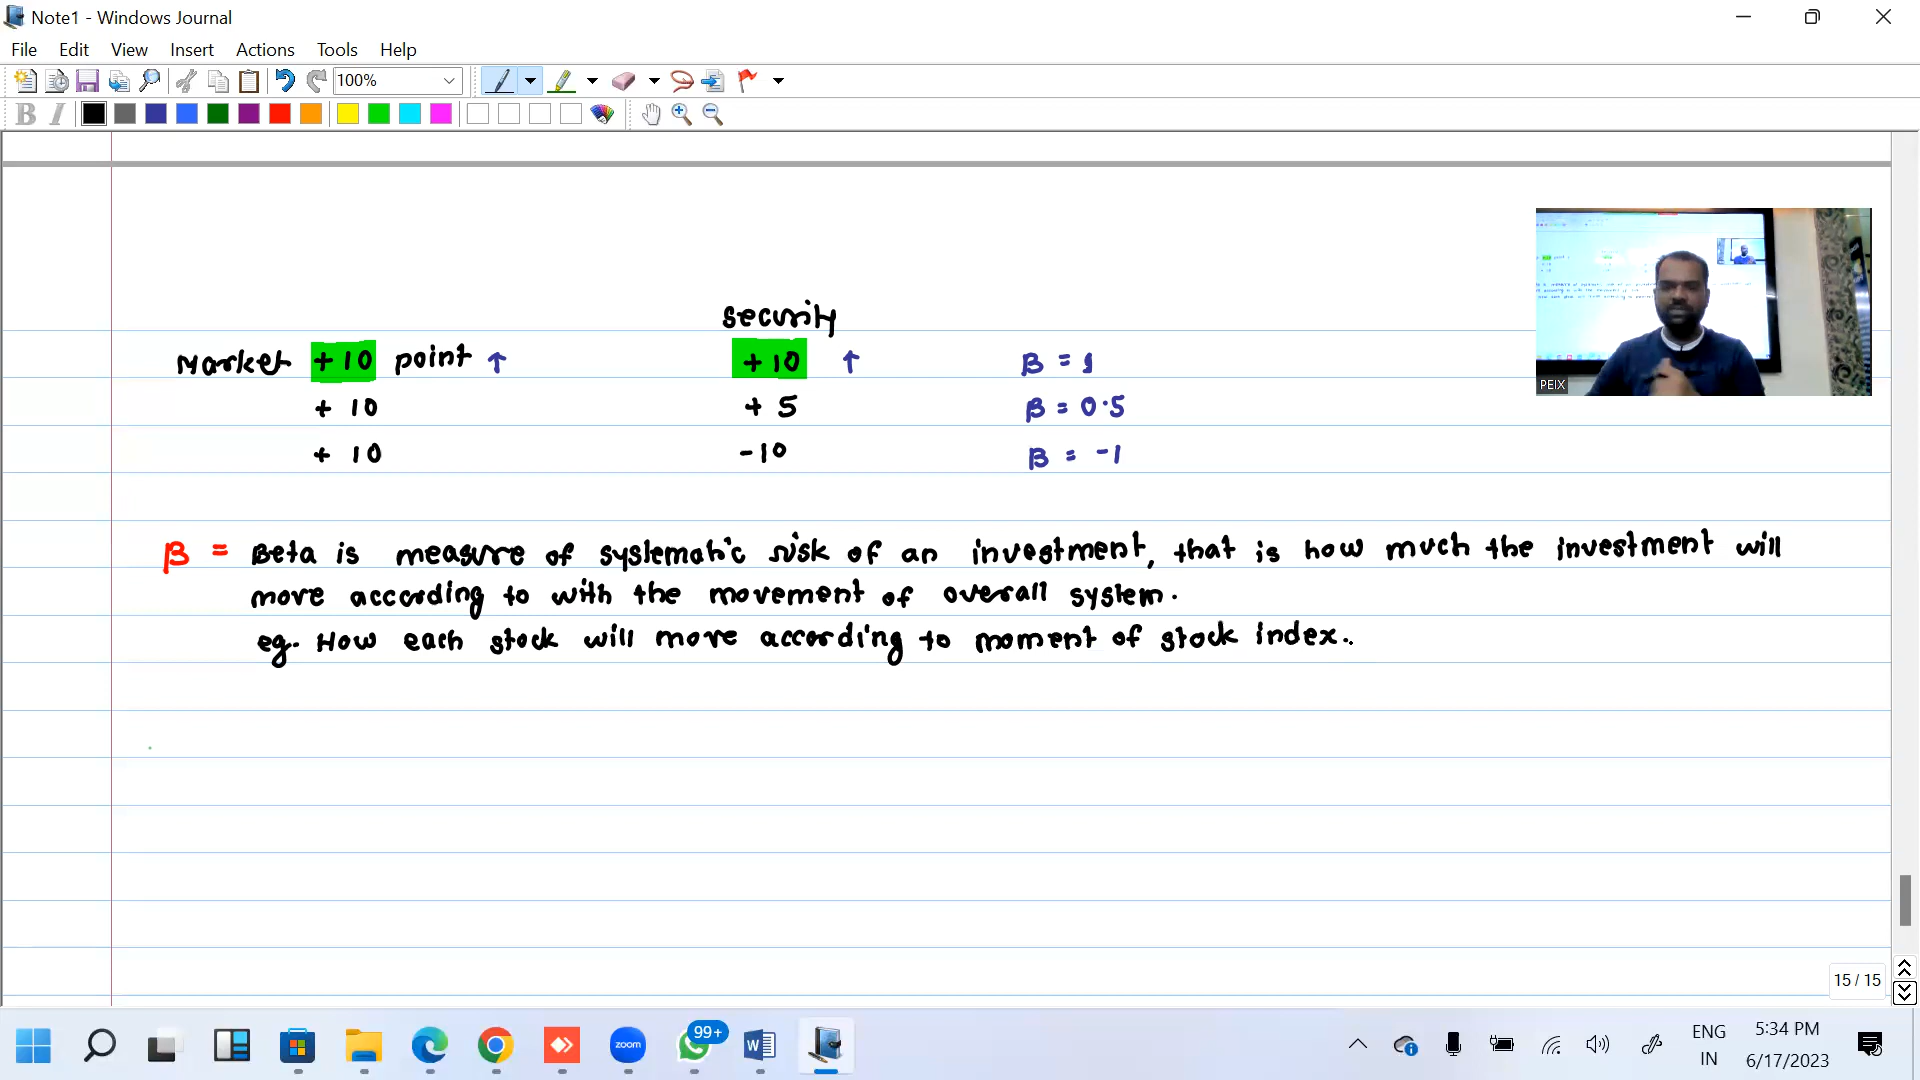 Note1 - Windows Journal
File Edit View Insert Actions Tools Help
100%
B I
security
Market +10 point ↑ +10 ↑ β = 1
+ 10 + 5 β = 0.5
+ 10 -10 β = -1
PEIX
β = Beta is measure of systematic risk of an investment, that is how much the investment will
move according to with the movement of overall system.
eg. How each stock will move according to moment of stock index..
15 / 15
99+
zoom
ENG
IN
5:34 PM
6/17/2023